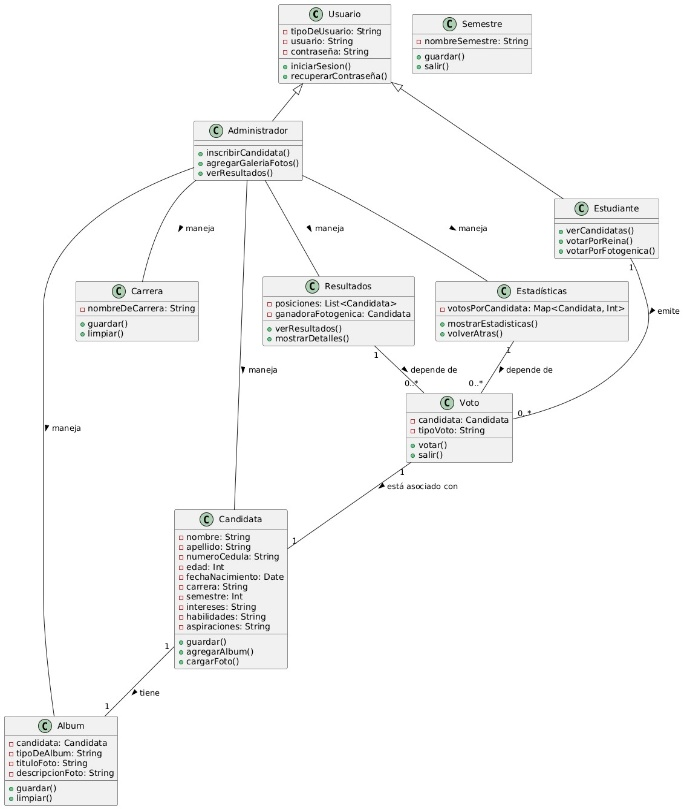 C Usuario
tipoDeUsuario: String
usuario: String
contraseña: String
iniciarSesion()
recuperarContraseña()
C Semestre
nombreSemestre: String
guardar()
salir()
C Administrador
inscribirCandidata()
agregarGaleriaFotos()
verResultados()
C Estudiante
verCandidatas()
votarPorReina()
votarPorFotogenica()
maneja
maneja
maneja
1
C Carrera
nombreDeCarrera: String
guardar()
limpiar()
C Resultados
posiciones: List<Candidata>
ganadoraFotogenica: Candidata
verResultados()
mostrarDetalles()
C Estadísticas
votosPorCandidata: Map<Candidata, Int>
mostrarEstadisticas()
volverAtras()
emite
1
depende de
0..*
1
depende de
0..*
0..*
maneja
C Voto
candidata: Candidata
tipoVoto: String
votar()
salir()
maneja
1
está asociado con
1
C Candidata
nombre: String
apellido: String
numeroCedula: String
edad: Int
fechaNacimiento: Date
carrera: String
semestre: Int
intereses: String
habilidades: String
aspiraciones: String
guardar()
agregarAlbum()
cargarFoto()
1
tiene
1
C Album
candidata: Candidata
tipoDeAlbum: String
tituloFoto: String
descripcionFoto: String
guardar()
limpiar()